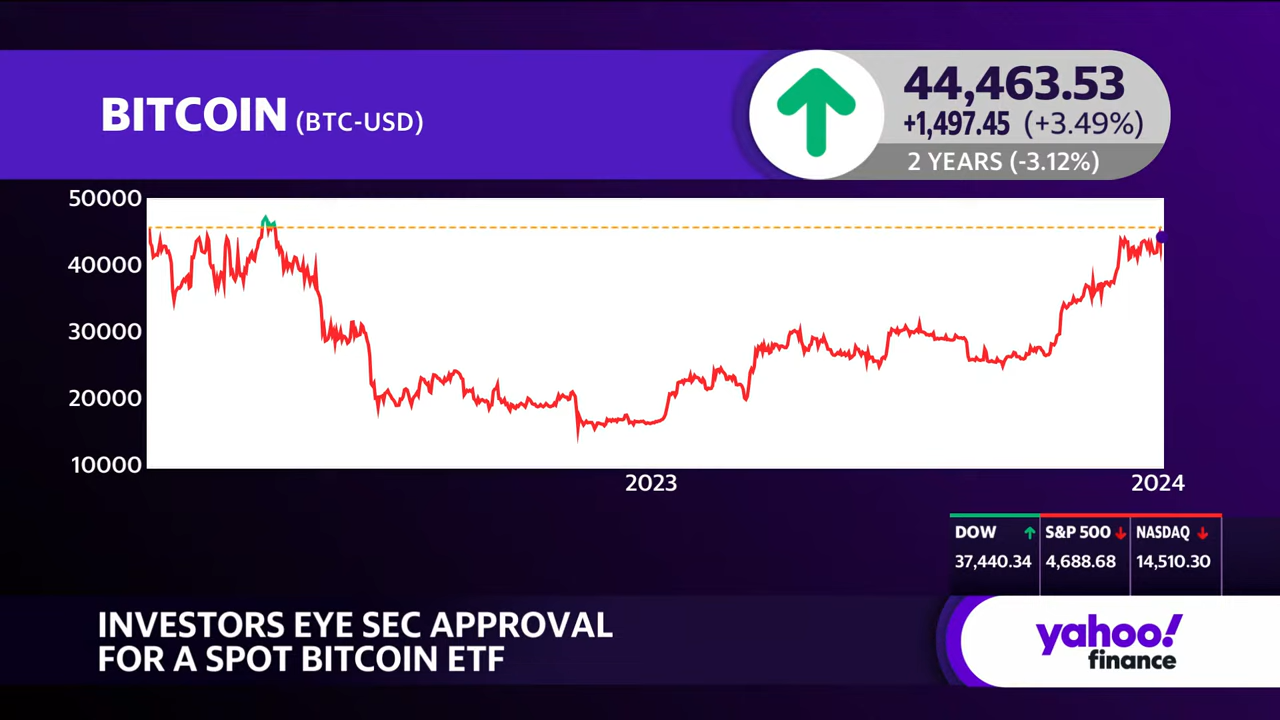 BITCOIN (BTC-USD)
44,463.53
+1,497.45 (+3.49%)
2 YEARS (-3.12%)
50000
40000
30000
20000
10000
2023
2024
DOW
37,440.34
S&P 500
4,688.68
NASDAQ
14,510.30
INVESTORS EYE SEC APPROVAL
FOR A SPOT BITCOIN ETF
yahoo!
finance